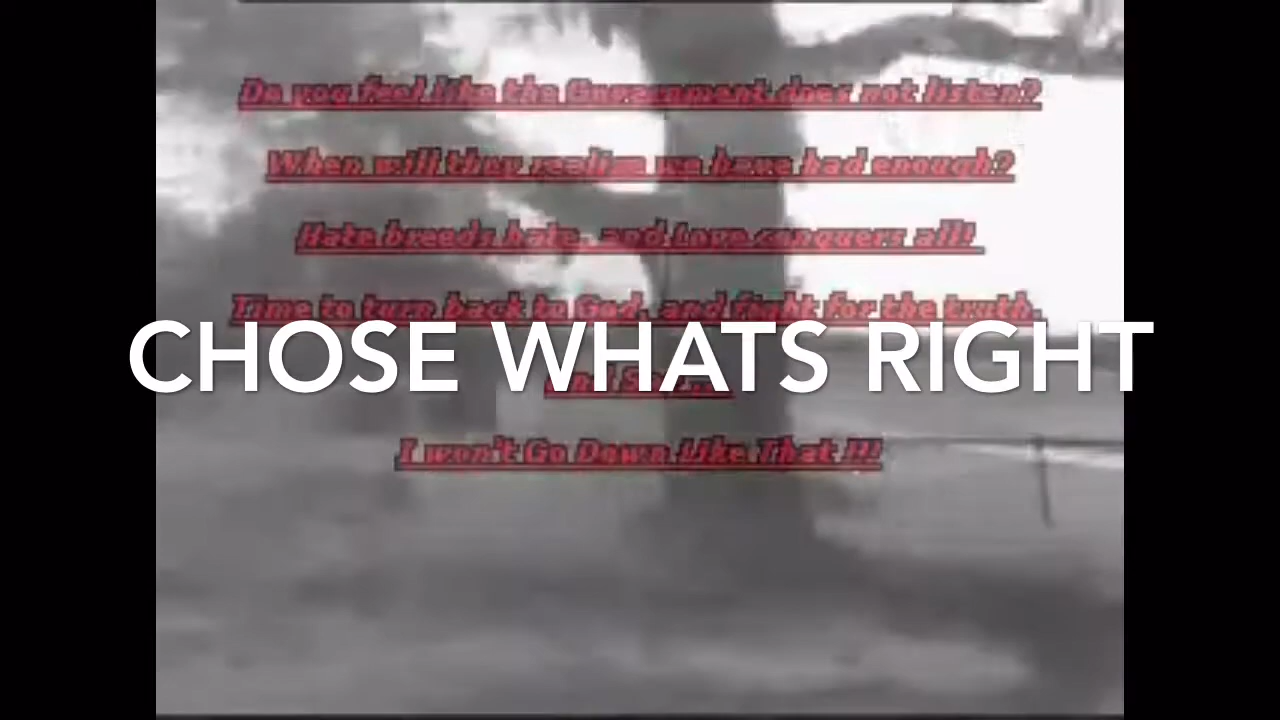 Do you feel like the Government does not listen?
When will they realize we have had enough?
Hate breeds hate, and Love conquers all!
Time to turn back to God, and fight for the truth.
CHOSE WHATS RIGHT
I won't Go Down Like That !!!